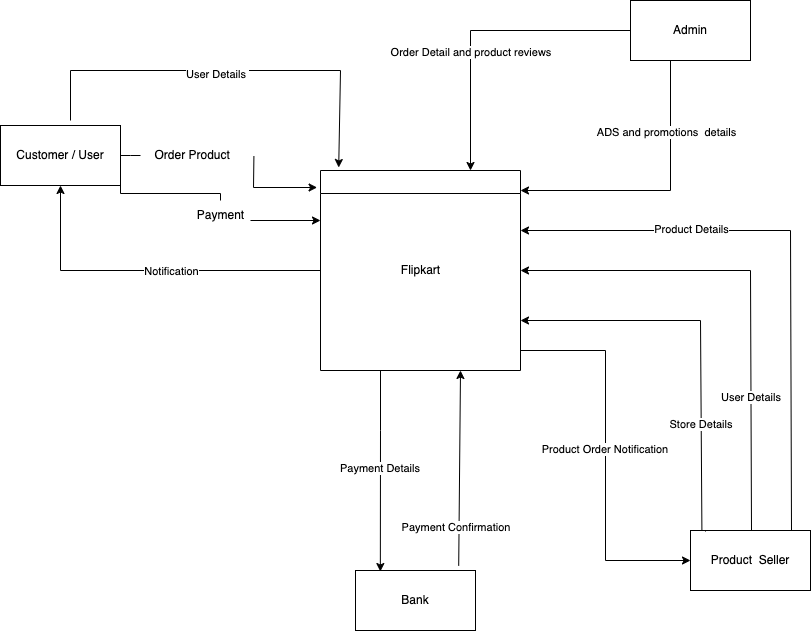 Admin
Order Detail and product reviews
User Details
ADS and promotions details
Customer / User
Order Product
Payment
Product Details
Notification
Flipkart
User Details
Store Details
Product Order Notification
Payment Details
Payment Confirmation
Product Seller
Bank